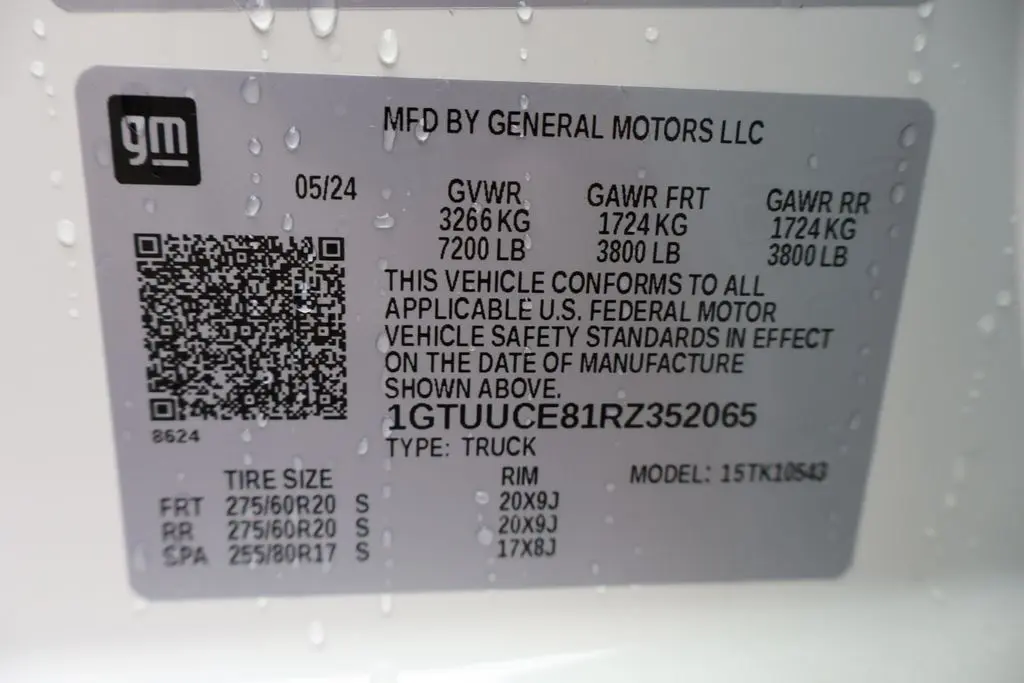 gm
MFD BY GENERAL MOTORS LLC
05/24 GVWR GAWR FRT GAWR RR
3266 KG 1724 KG 1724 KG
7200 LB 3800 LB 3800 LB
THIS VEHICLE CONFORMS TO ALL
APPLICABLE U.S. FEDERAL MOTOR
VEHICLE SAFETY STANDARDS IN EFFECT
ON THE DATE OF MANUFACTURE
SHOWN ABOVE.
1GTUUCE81RZ352065
8624
TYPE: TRUCK
TIRE SIZE RIM MODEL: 15TK10543
FRT 275/60R20 S 20X9J
RR 275/60R20 S 20X9J
SPA 255/80R17 S 17X8J